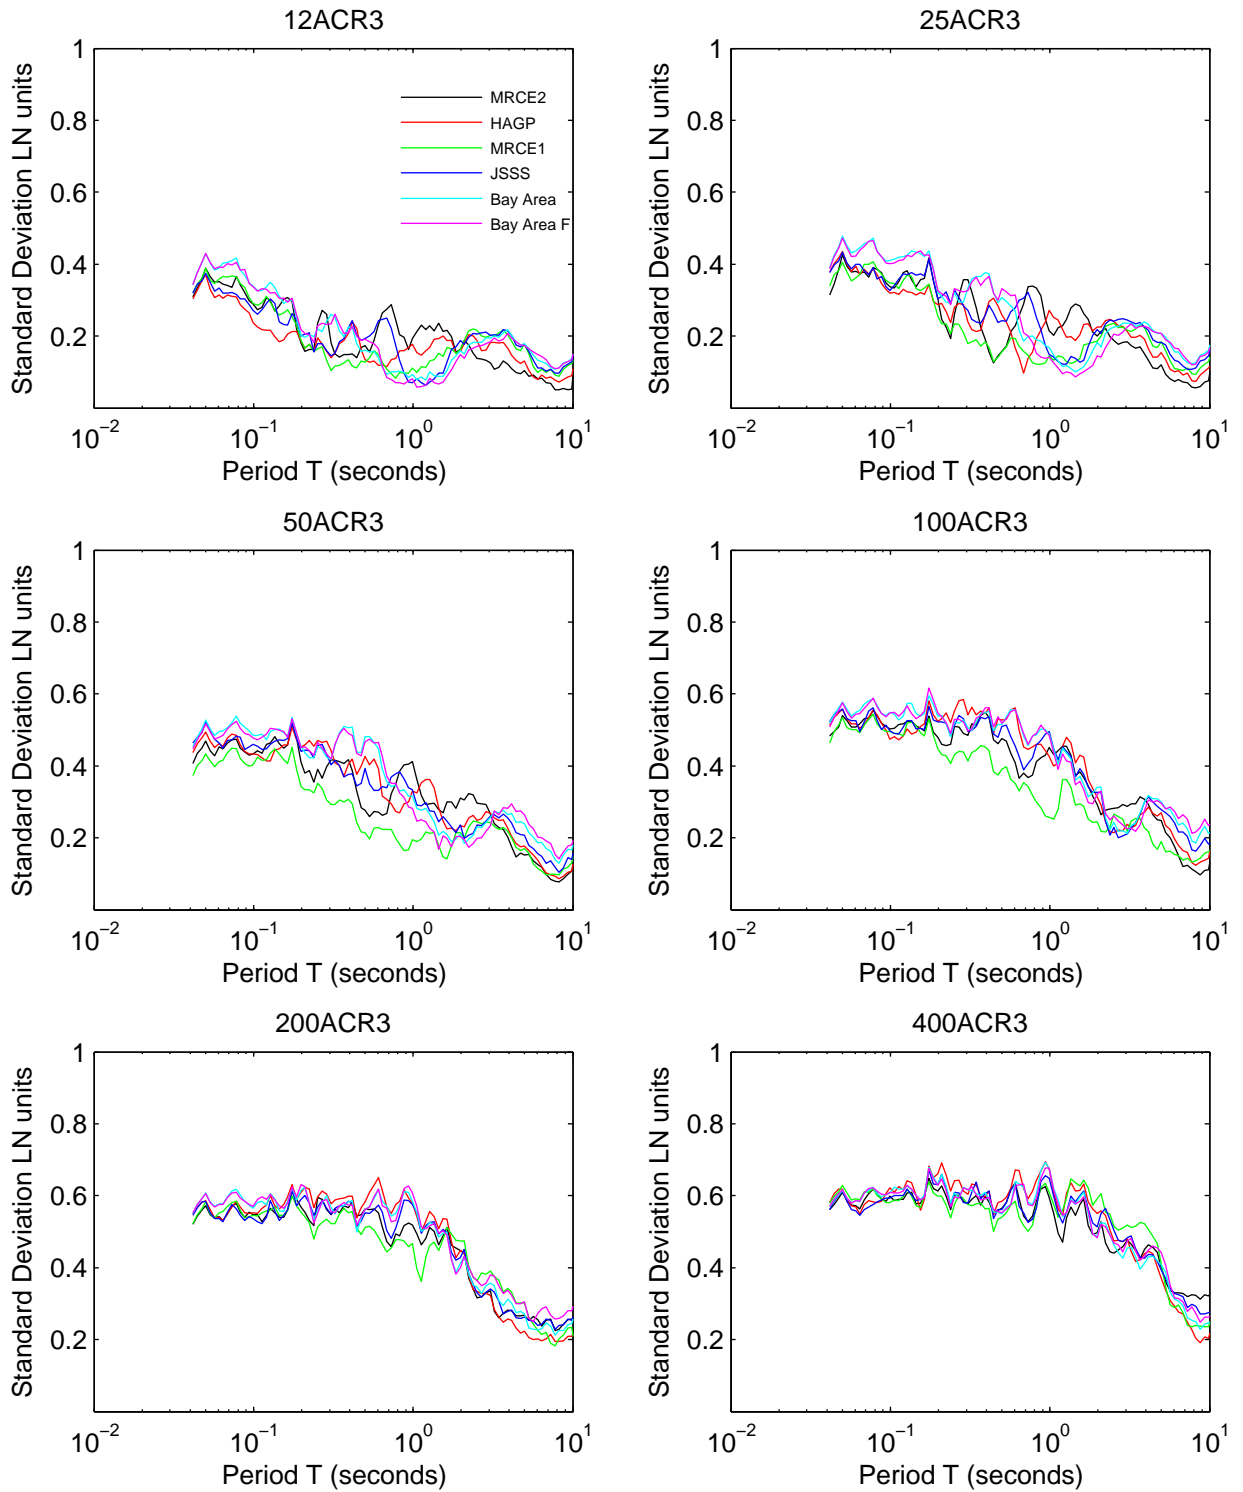 12ACR3
Standard Deviation LN units
1
0.8
0.6
0.4
0.2
MRCE2
HAGP
MRCE1
JSSS
Bay Area
Bay Area F
10⁻² 10⁻¹ 10⁰ 10¹
Period T (seconds)
25ACR3
Standard Deviation LN units
1
0.8
0.6
0.4
0.2
10⁻² 10⁻¹ 10⁰ 10¹
Period T (seconds)
50ACR3
Standard Deviation LN units
1
0.8
0.6
0.4
0.2
10⁻² 10⁻¹ 10⁰ 10¹
Period T (seconds)
100ACR3
Standard Deviation LN units
1
0.8
0.6
0.4
0.2
10⁻² 10⁻¹ 10⁰ 10¹
Period T (seconds)
200ACR3
Standard Deviation LN units
1
0.8
0.6
0.4
0.2
10⁻² 10⁻¹ 10⁰ 10¹
Period T (seconds)
400ACR3
Standard Deviation LN units
1
0.8
0.6
0.4
0.2
10⁻² 10⁻¹ 10⁰ 10¹
Period T (seconds)